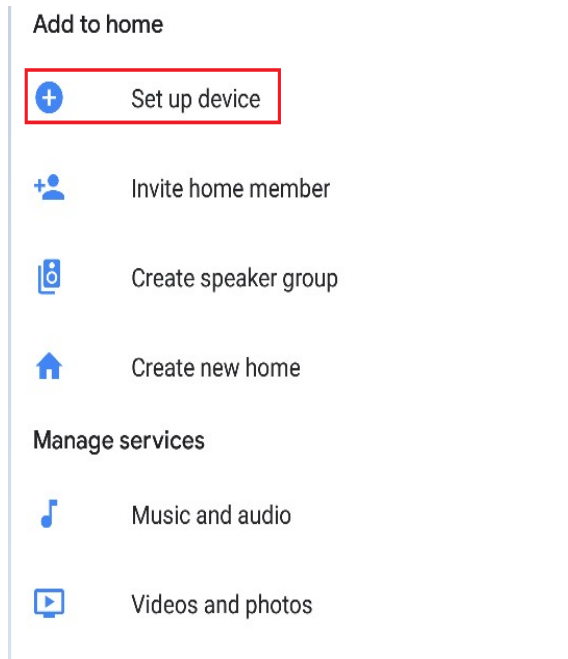 Add to home
Set up device
Invite home member
Create speaker group
Create new home
Manage services
Music and audio
Videos and photos